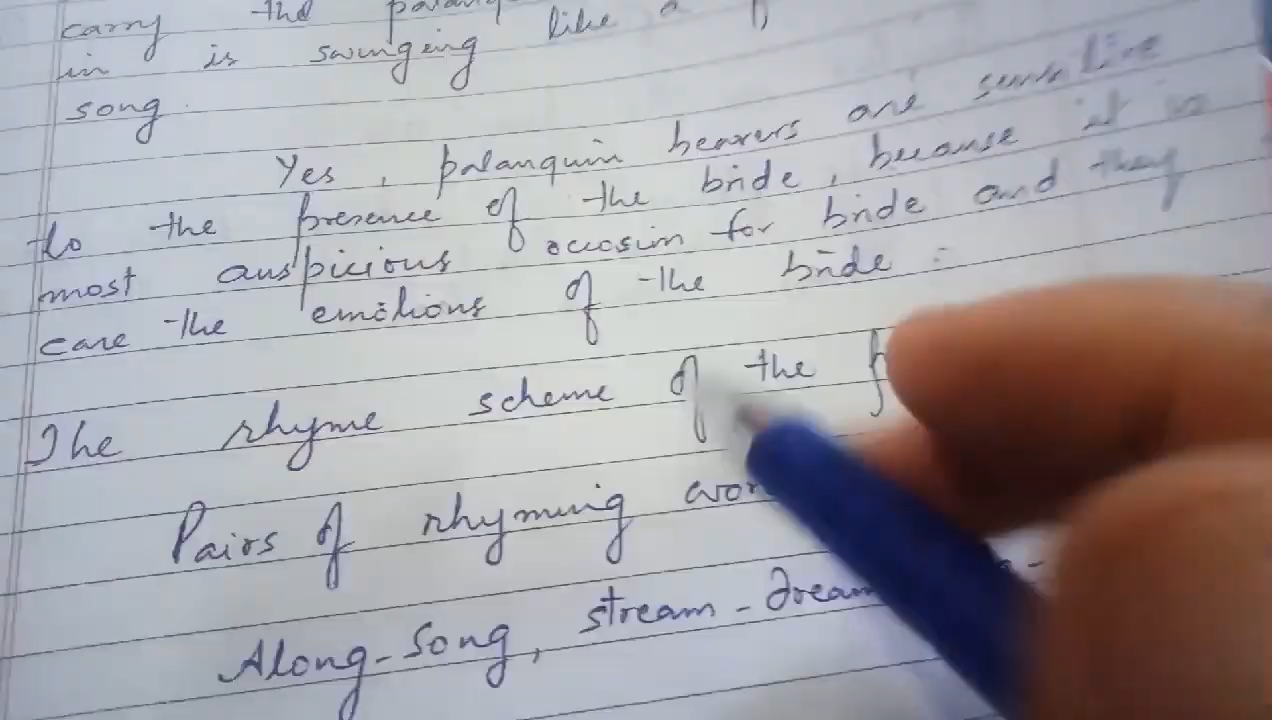 carry the
in is swinging like a
song.
Yes, palanquin bearers are sensitive
to the presence of the bride, because it is
most auspicious occasion for bride and they
care the emotions of the bride.
The rhyme scheme of the
Pairs of rhyming
Along-Song, stream-dream